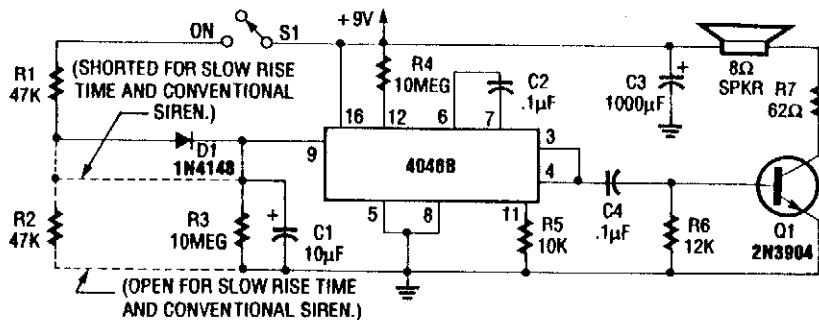 +9V
ON
S1
R1
47K
(SHORTED FOR SLOW RISE
TIME AND CONVENTIONAL
SIREN.)
R4
10MEG
C2
.1µF
C3
1000µF
+
8Ω
SPKR
R7
62Ω
16
12
6
7
D1
1N4148
9
4046B
3
4
R2
47K
R3
10MEG
+
C1
10µF
5
8
11
R5
10K
C4
.1µF
R6
12K
Q1
2N3904
(OPEN FOR SLOW RISE TIME
AND CONVENTIONAL SIREN.)